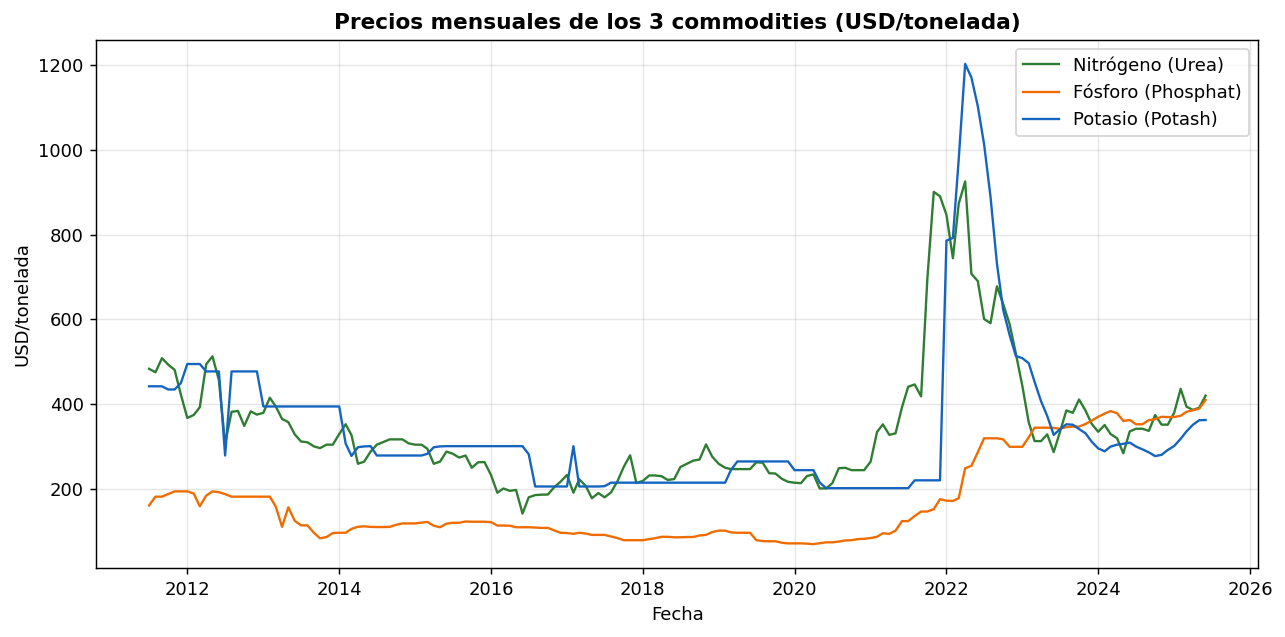 Precios mensuales de los 3 commodities (USD/tonelada)
Nitrógeno (Urea)
Fósforo (Phosphat)
Potasio (Potash)
USD/tonelada
1200
1000
800
600
400
200
2012 2014 2016 2018 2020 2022 2024 2026
Fecha